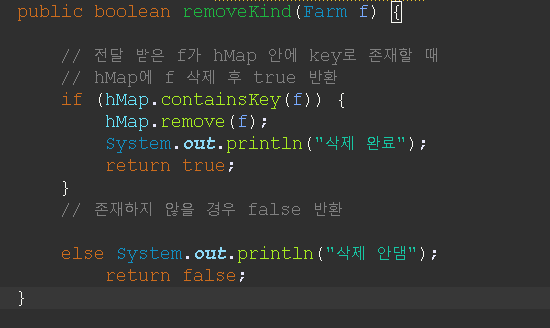 public boolean removeKind(Farm f) {
// 전달 받은 f가 hMap 안에 key로 존재할 때
// hMap에 f 삭제 후 true 반환
if (hMap.containsKey(f)) {
hMap.remove(f);
System.out.println("삭제 완료");
return true;
}
// 존재하지 않을 경우 false 반환
else System.out.println("삭제 안댐");
return false;
}